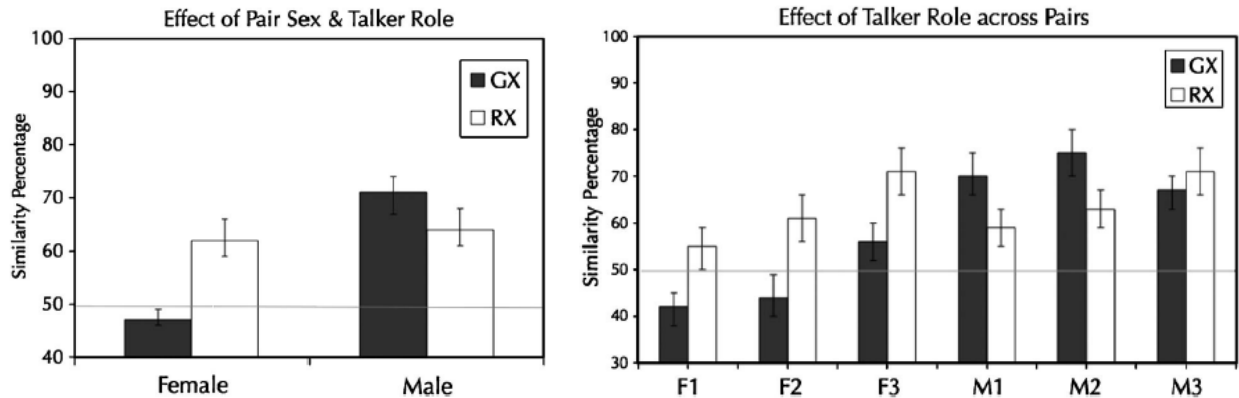 Effect of Pair Sex & Talker Role
Similarity Percentage
100
90
80
70
60
50
40
GX
RX
Female
Male
Effect of Talker Role across Pairs
Similarity Percentage
100
90
80
70
60
50
40
30
GX
RX
F1
F2
F3
M1
M2
M3